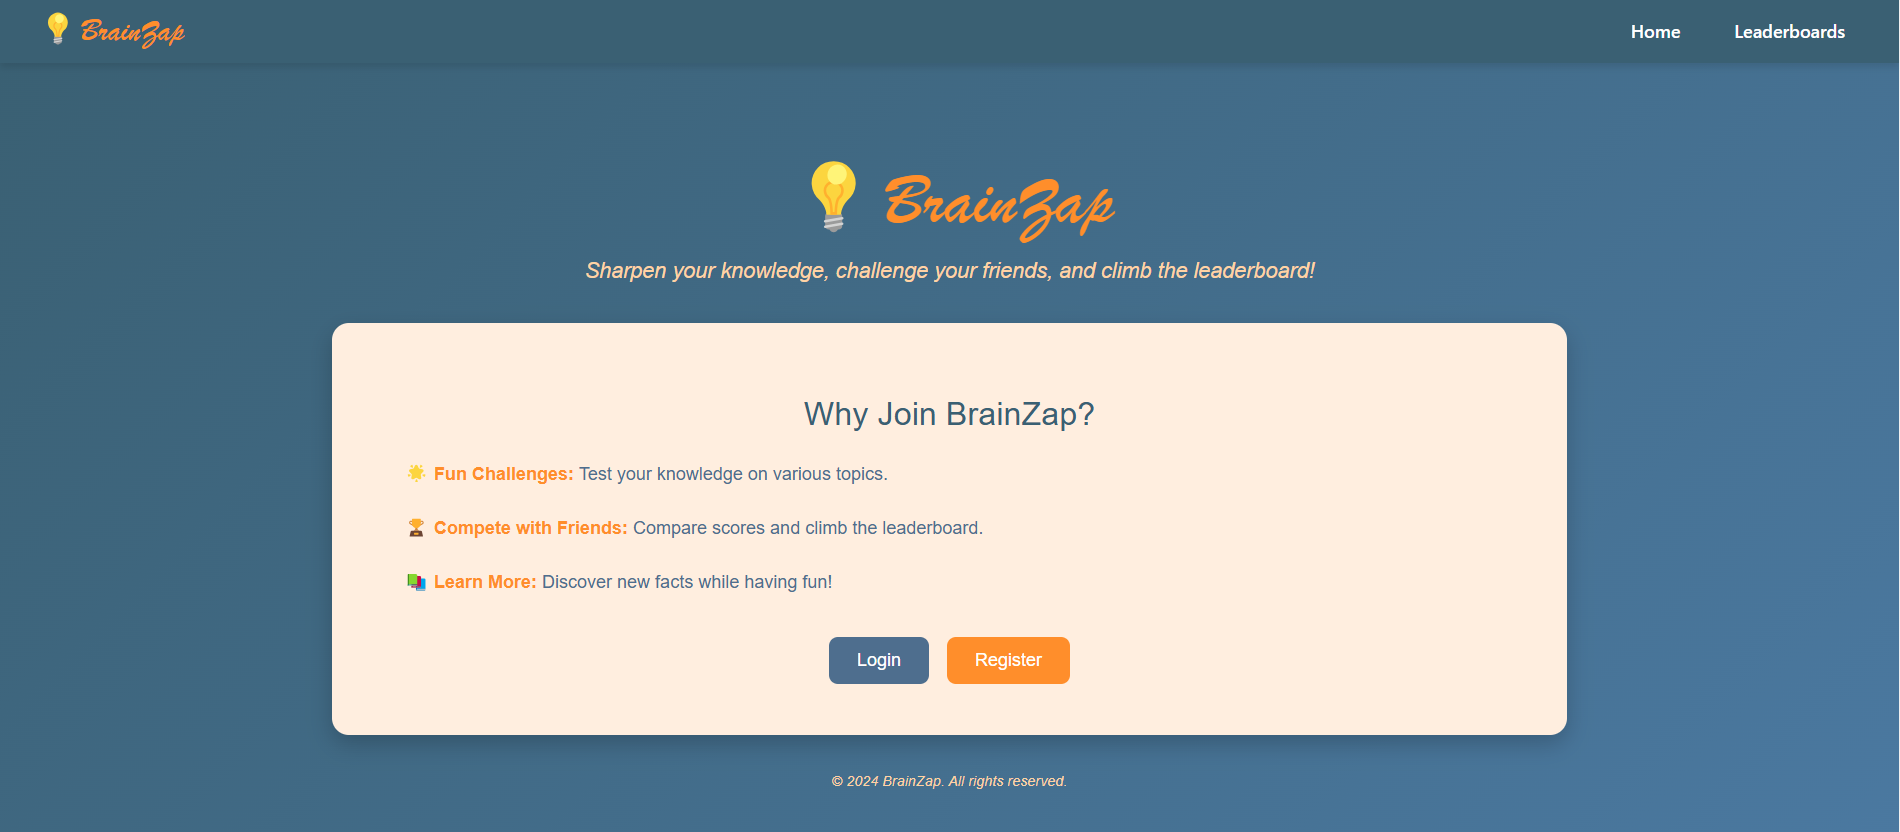 BrainZap
Home
Leaderboards
BrainZap
Sharpen your knowledge, challenge your friends, and climb the leaderboard!
Why Join BrainZap?
Fun Challenges: Test your knowledge on various topics.
Compete with Friends: Compare scores and climb the leaderboard.
Learn More: Discover new facts while having fun!
Login
Register
© 2024 BrainZap. All rights reserved.